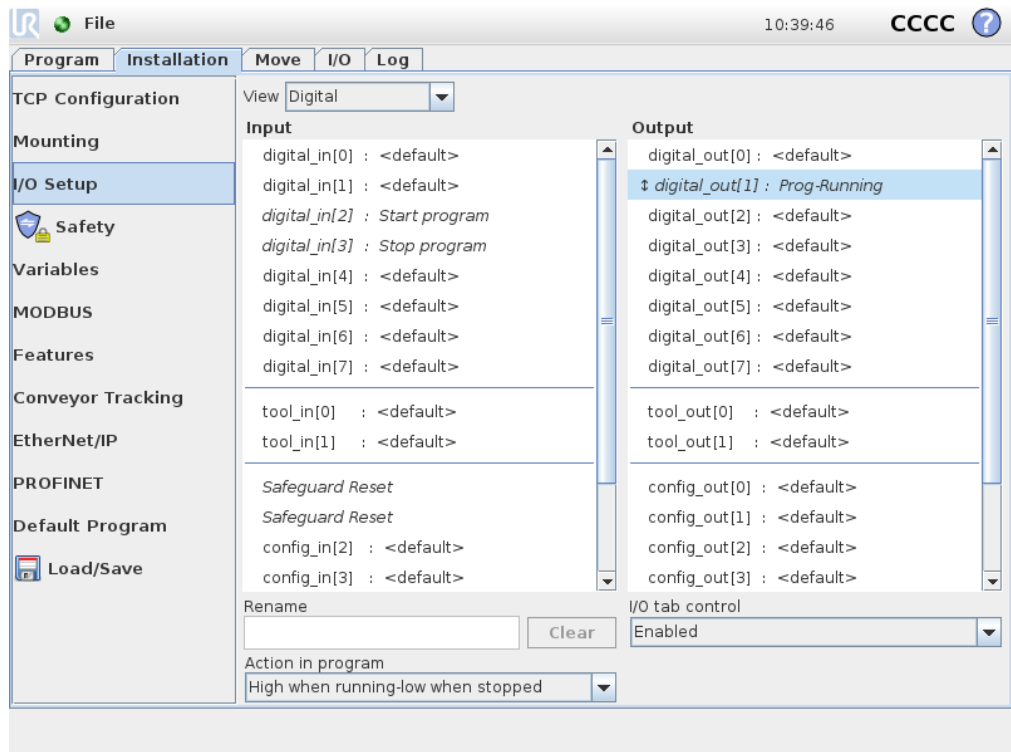 UR File 10:39:46 CCCC ?
Program Installation Move I/O Log
TCP Configuration
Mounting
I/O Setup
Safety
Variables
MODBUS
Features
Conveyor Tracking
EtherNet/IP
PROFINET
Default Program
Load/Save
View Digital
Input
digital_in[0] : <default>
digital_in[1] : <default>
digital_in[2] : Start program
digital_in[3] : Stop program
digital_in[4] : <default>
digital_in[5] : <default>
digital_in[6] : <default>
digital_in[7] : <default>
tool_in[0] : <default>
tool_in[1] : <default>
Safeguard Reset
Safeguard Reset
config_in[2] : <default>
config_in[3] : <default>
Rename
Clear
Action in program
High when running-low when stopped
Output
digital_out[0] : <default>
↕ digital_out[1] : Prog-Running
digital_out[2] : <default>
digital_out[3] : <default>
digital_out[4] : <default>
digital_out[5] : <default>
digital_out[6] : <default>
digital_out[7] : <default>
tool_out[0] : <default>
tool_out[1] : <default>
config_out[0] : <default>
config_out[1] : <default>
config_out[2] : <default>
config_out[3] : <default>
I/O tab control
Enabled